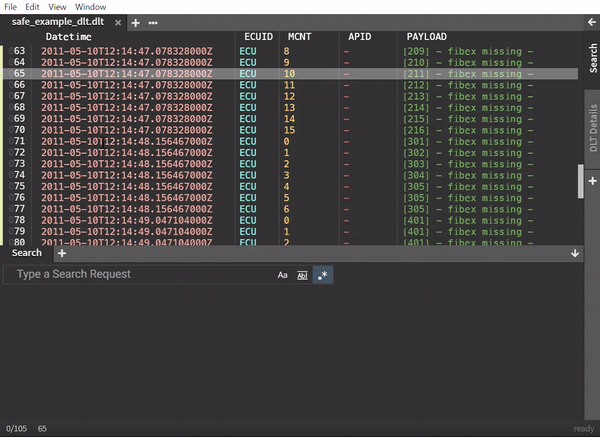 File Edit View Window
safe_example_dlt.dlt × + •••
Datetime ECUID MCNT APID PAYLOAD
63 2011-05-10T12:14:47.078328000Z ECU 8 – [209] – fibex missing –
64 2011-05-10T12:14:47.078328000Z ECU 9 – [210] – fibex missing –
65 2011-05-10T12:14:47.078328000Z ECU 10 – [211] – fibex missing –
66 2011-05-10T12:14:47.078328000Z ECU 11 – [212] – fibex missing –
67 2011-05-10T12:14:47.078328000Z ECU 12 – [213] – fibex missing –
68 2011-05-10T12:14:47.078328000Z ECU 13 – [214] – fibex missing –
69 2011-05-10T12:14:47.078328000Z ECU 14 – [215] – fibex missing –
70 2011-05-10T12:14:47.078328000Z ECU 15 – [216] – fibex missing –
71 2011-05-10T12:14:48.156467000Z ECU 0 – [301] – fibex missing –
72 2011-05-10T12:14:48.156467000Z ECU 1 – [302] – fibex missing –
73 2011-05-10T12:14:48.156467000Z ECU 2 – [303] – fibex missing –
74 2011-05-10T12:14:48.156467000Z ECU 3 – [304] – fibex missing –
75 2011-05-10T12:14:48.156467000Z ECU 4 – [305] – fibex missing –
76 2011-05-10T12:14:48.156467000Z ECU 5 – [305] – fibex missing –
77 2011-05-10T12:14:48.156467000Z ECU 6 – [305] – fibex missing –
78 2011-05-10T12:14:49.047104000Z ECU 0 – [401] – fibex missing –
79 2011-05-10T12:14:49.047104000Z ECU 1 – [401] – fibex missing –
80 2011-05-10T12:14:49.047104000Z ECU 2 – [401] – fibex missing –
Search
DLT Details
Search +
Type a Search Request Aa Abl .*
0/105 65 ready